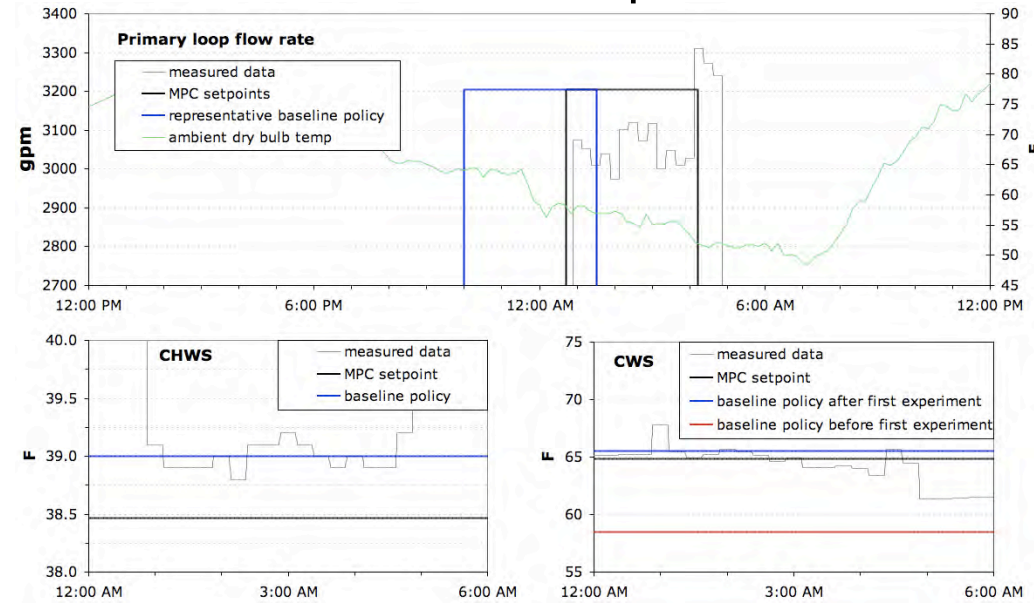 Primary loop flow rate
measured data
MPC setpoints
representative baseline policy
ambient dry bulb temp
gpm
3400
3300
3200
3100
3000
2900
2800
2700
90
85
80
75
70
65
60
55
50
45
F
12:00 PM 6:00 PM 12:00 AM 6:00 AM 12:00 PM
CHWS
measured data
MPC setpoint
baseline policy
F
40.0
39.5
39.0
38.5
38.0
12:00 AM 3:00 AM 6:00 AM
CWS
measured data
MPC setpoint
baseline policy after first experiment
baseline policy before first experiment
F
75
70
65
60
55
12:00 AM 3:00 AM 6:00 AM